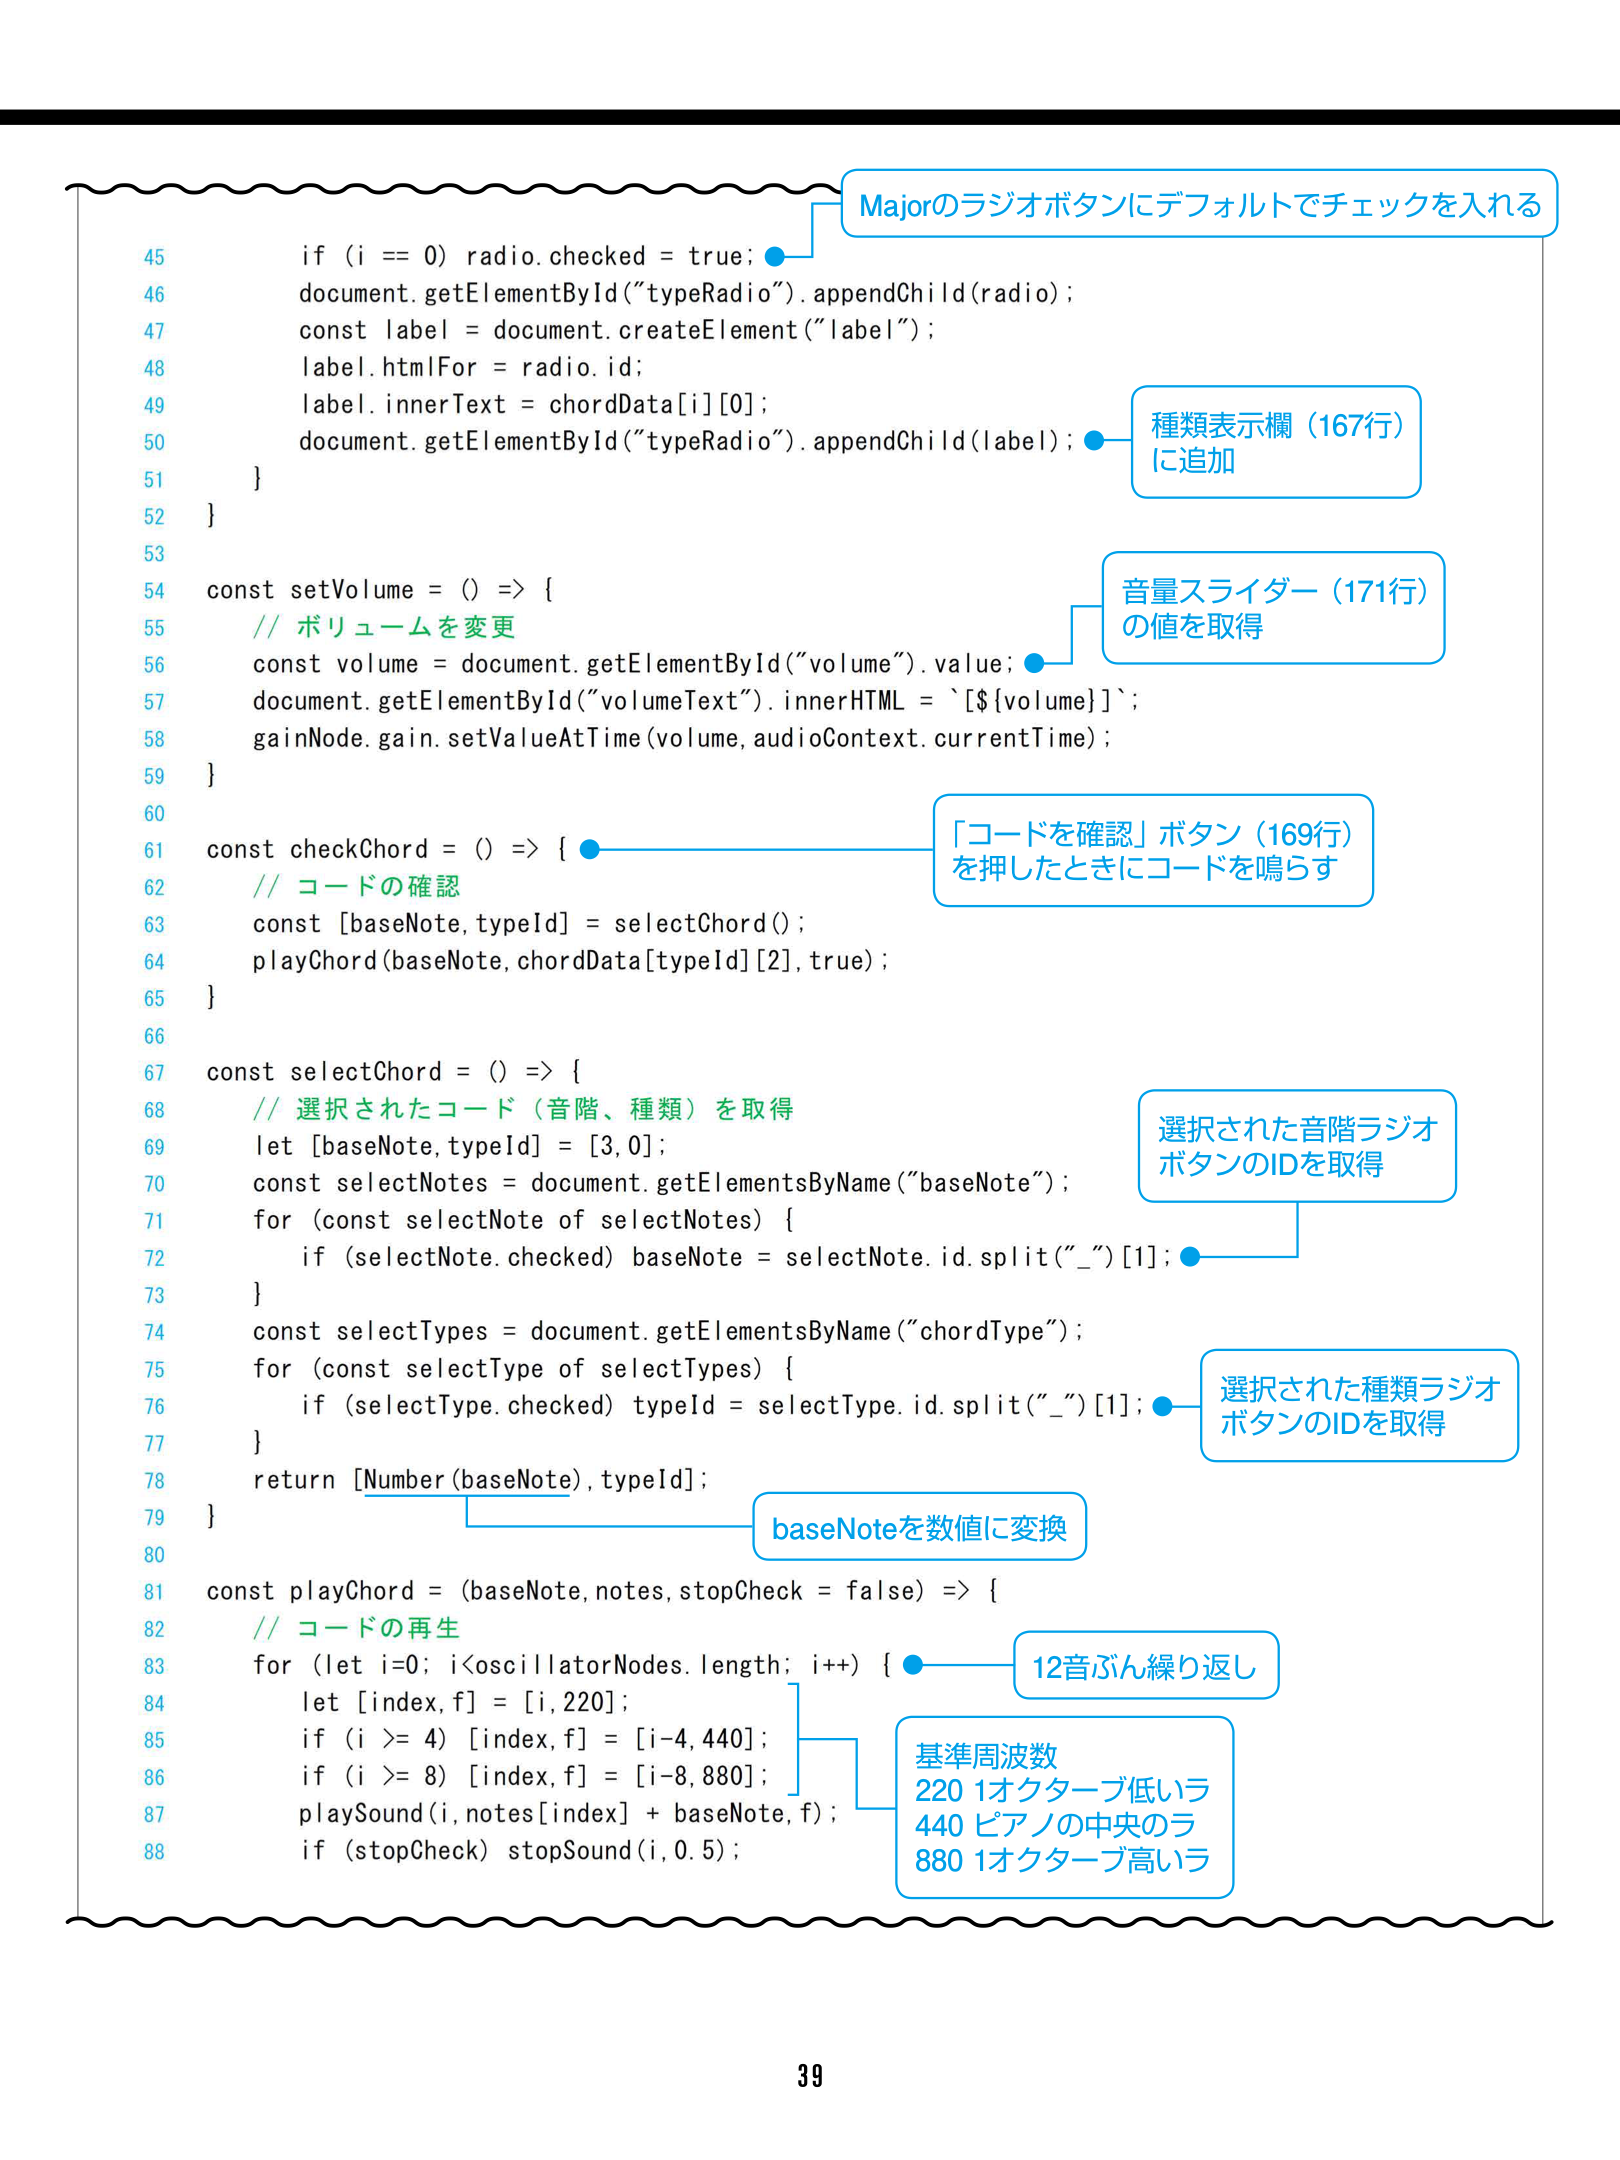 Majorのラジオボタンにデフォルトでチェックを入れる
45 if (i == 0) radio.checked = true;
46 document.getElementById("typeRadio").appendChild(radio);
47 const label = document.createElement("label");
48 label.htmlFor = radio.id;
49 label.innerText = chordData[i][0];
50 document.getElementById("typeRadio").appendChild(label);
種類表示欄（167行）
に追加
51 }
52 }
53
54 const setVolume = () => {
55 // ボリュームを変更
音量スライダー（171行）
の値を取得
56 const volume = document.getElementById("volume").value;
57 document.getElementById("volumeText").innerHTML = `[${volume}]`;
58 gainNode.gain.setValueAtTime(volume,audioContext.currentTime);
59 }
60
61 const checkChord = () => {
「コードを確認」ボタン（169行）
を押したときにコードを鳴らす
62 // コードの確認
63 const [baseNote,typeId] = selectChord();
64 playChord(baseNote,chordData[typeId][2],true);
65 }
66
67 const selectChord = () => {
68 // 選択されたコード（音階、種類）を取得
69 let [baseNote,typeId] = [3,0];
70 const selectNotes = document.getElementsByName("baseNote");
71 for (const selectNote of selectNotes) {
選択された音階ラジオ
ボタンのIDを取得
72 if (selectNote.checked) baseNote = selectNote.id.split("_")[1];
73 }
74 const selectTypes = document.getElementsByName("chordType");
75 for (const selectType of selectTypes) {
76 if (selectType.checked) typeId = selectType.id.split("_")[1];
選択された種類ラジオ
ボタンのIDを取得
77 }
78 return [Number(baseNote),typeId];
baseNoteを数値に変換
79 }
80
81 const playChord = (baseNote,notes,stopCheck = false) => {
82 // コードの再生
83 for (let i=0; i<oscillatorNodes.length; i++) {
12音ぶん繰り返し
84 let [index,f] = [i,220];
85 if (i >= 4) [index,f] = [i-4,440];
86 if (i >= 8) [index,f] = [i-8,880];
87 playSound(i,notes[index] + baseNote,f);
88 if (stopCheck) stopSound(i,0.5);
基準周波数
220 1オクターブ低いラ
440 ピアノの中央のラ
880 1オクターブ高いラ
39